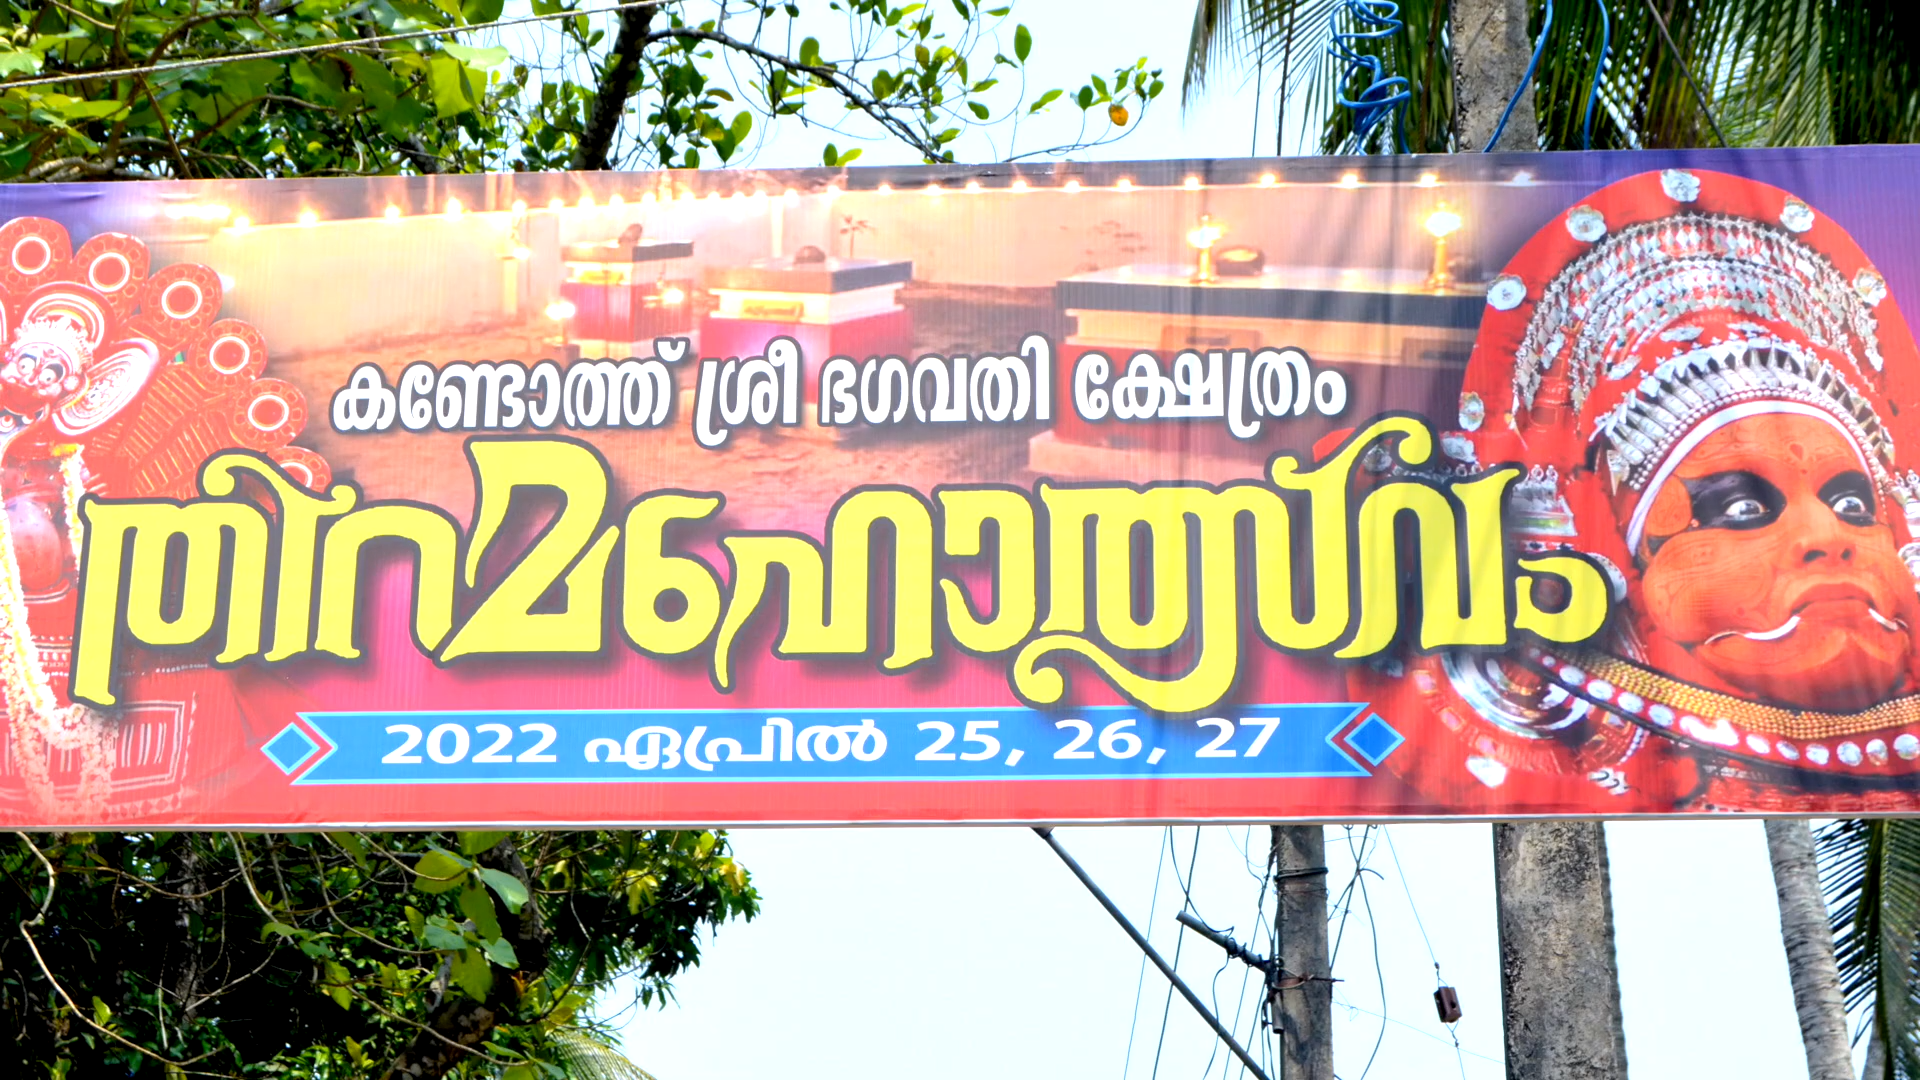 കണ്ടോത്ത് ശ്രീ ഭഗവതി ക്ഷേത്രം
തിറമഹോത്സവം
2022 ഏപ്രിൽ 25, 26, 27